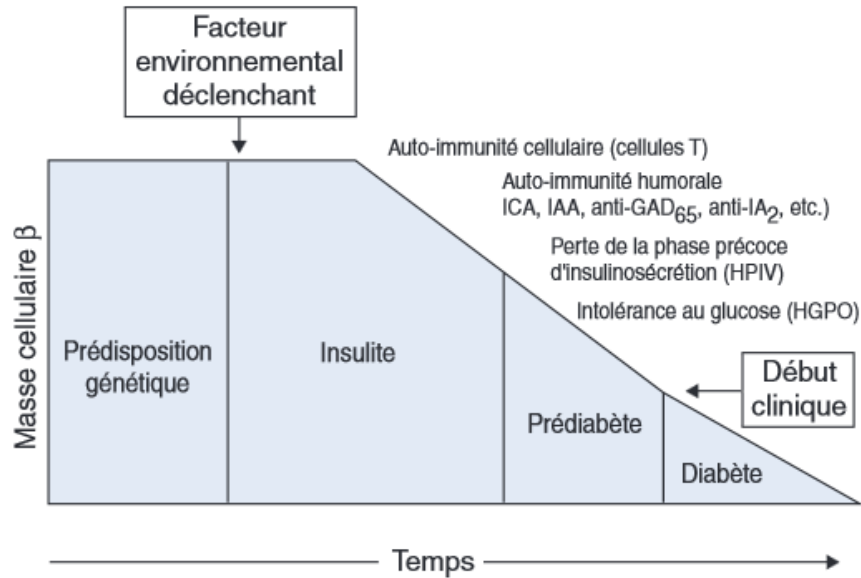 Facteur
environnemental
déclenchant
Auto-immunité cellulaire (cellules T)
Auto-immunité humorale
ICA, IAA, anti-GAD65, anti-IA2, etc.)
Perte de la phase précoce
d'insulinosécrétion (HPIV)
Intolérance au glucose (HGPO)
Masse cellulaire β
Prédisposition
génétique
Insulite
Prédiabète
Début
clinique
Diabète
Temps